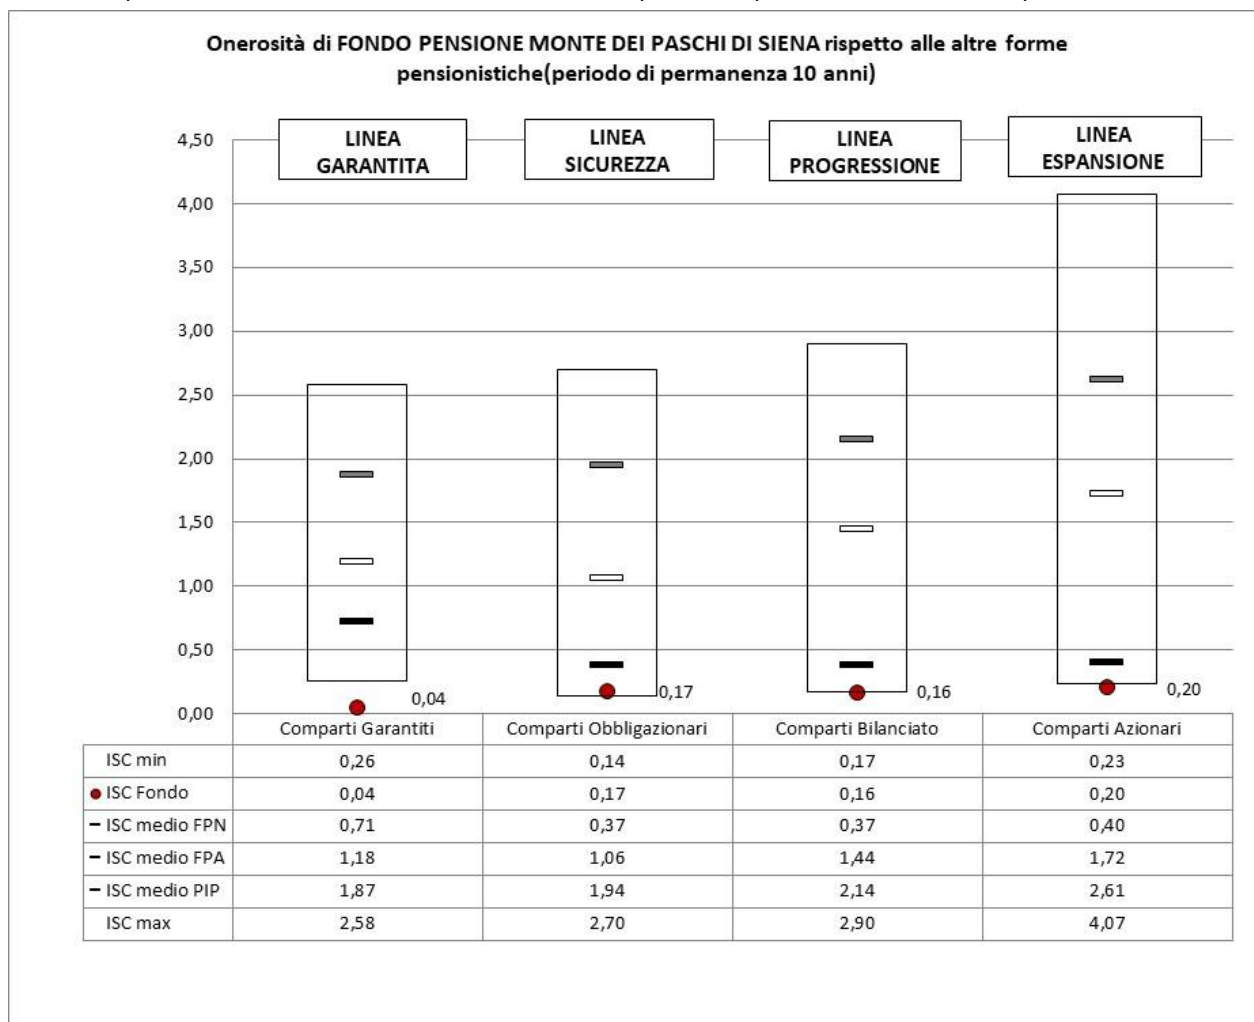 Onerosità di FONDO PENSIONE MONTE DEI PASCHI DI SIENA rispetto alle altre forme
pensionistiche(periodo di permanenza 10 anni)
LINEA
GARANTITA
LINEA
SICUREZZA
LINEA
PROGRESSIONE
LINEA
ESPANSIONE
4,50
4,00
3,50
3,00
2,50
2,00
1,50
1,00
0,50
0,00
0,04
0,17
0,16
0,20
Comparti Garantiti Comparti Obbligazionari Comparti Bilanciato Comparti Azionari
ISC min 0,26 0,14 0,17 0,23
ISC Fondo 0,04 0,17 0,16 0,20
ISC medio FPN 0,71 0,37 0,37 0,40
ISC medio FPA 1,18 1,06 1,44 1,72
ISC medio PIP 1,87 1,94 2,14 2,61
ISC max 2,58 2,70 2,90 4,07